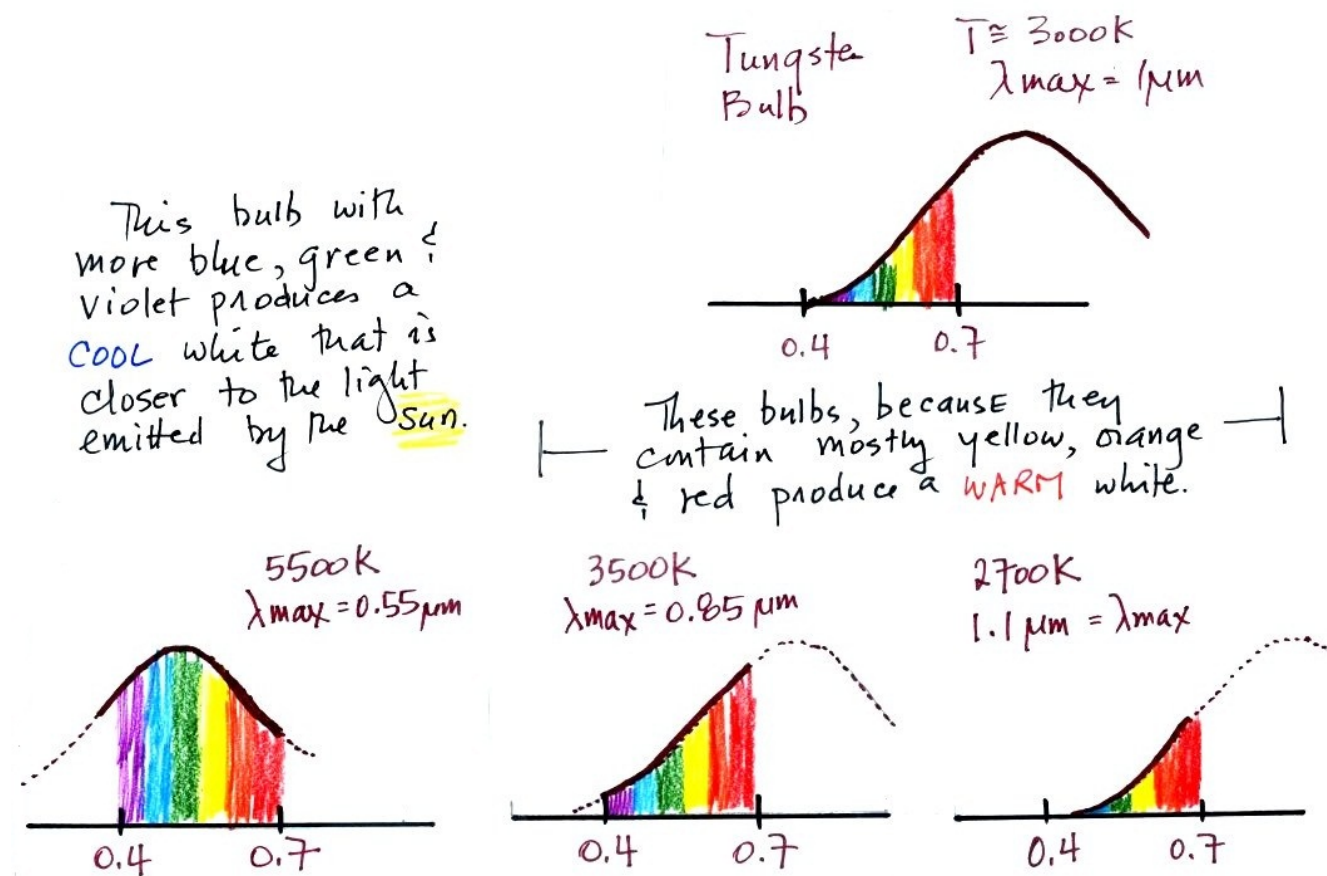 Tungsten
Bulb
T ≅ 3000K
λmax = 1μm
0.4 0.7
This bulb with
more blue, green &
violet produces a
COOL white that is
closer to the light
emitted by the sun.
These bulbs, because they
contain mostly yellow, orange
& red produce a WARM white.
5500K
λmax = 0.55μm
0.4 0.7
3500K
λmax = 0.85 μm
0.4 0.7
2700K
1.1 μm = λmax
0.4 0.7